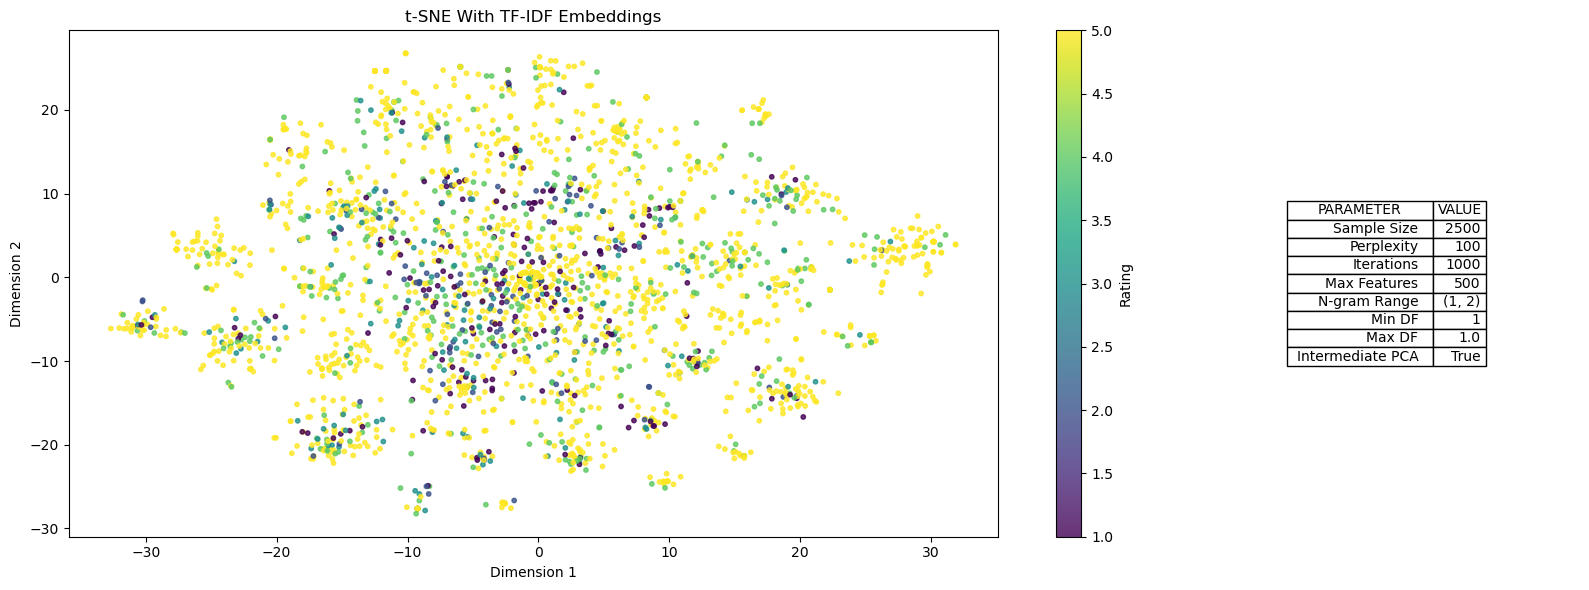 t-SNE With TF-IDF Embeddings
Dimension 2
20
10
0
−10
−20
−30
−30
−20
−10
0
10
20
30
Dimension 1
5.0
4.5
4.0
3.5
3.0
2.5
2.0
1.5
1.0
Rating
PARAMETER VALUE
Sample Size 2500
Perplexity 100
Iterations 1000
Max Features 500
N-gram Range (1, 2)
Min DF 1
Max DF 1.0
Intermediate PCA True